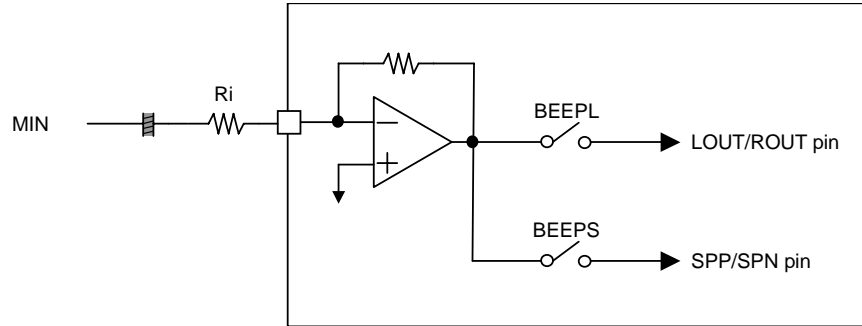 Ri
MIN
BEEPL
LOUT/ROUT pin
BEEPS
SPP/SPN pin